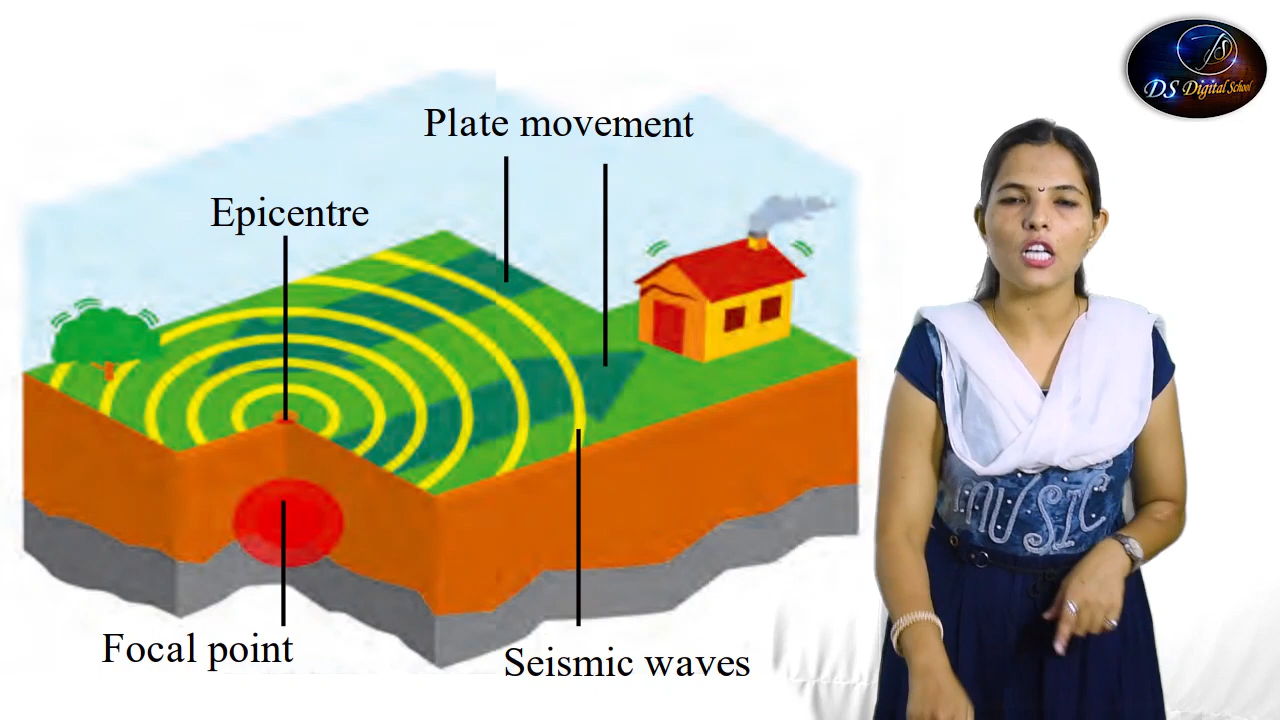 DS Digital School
Plate movement
Epicentre
MUSIC
Focal point
Seismic waves